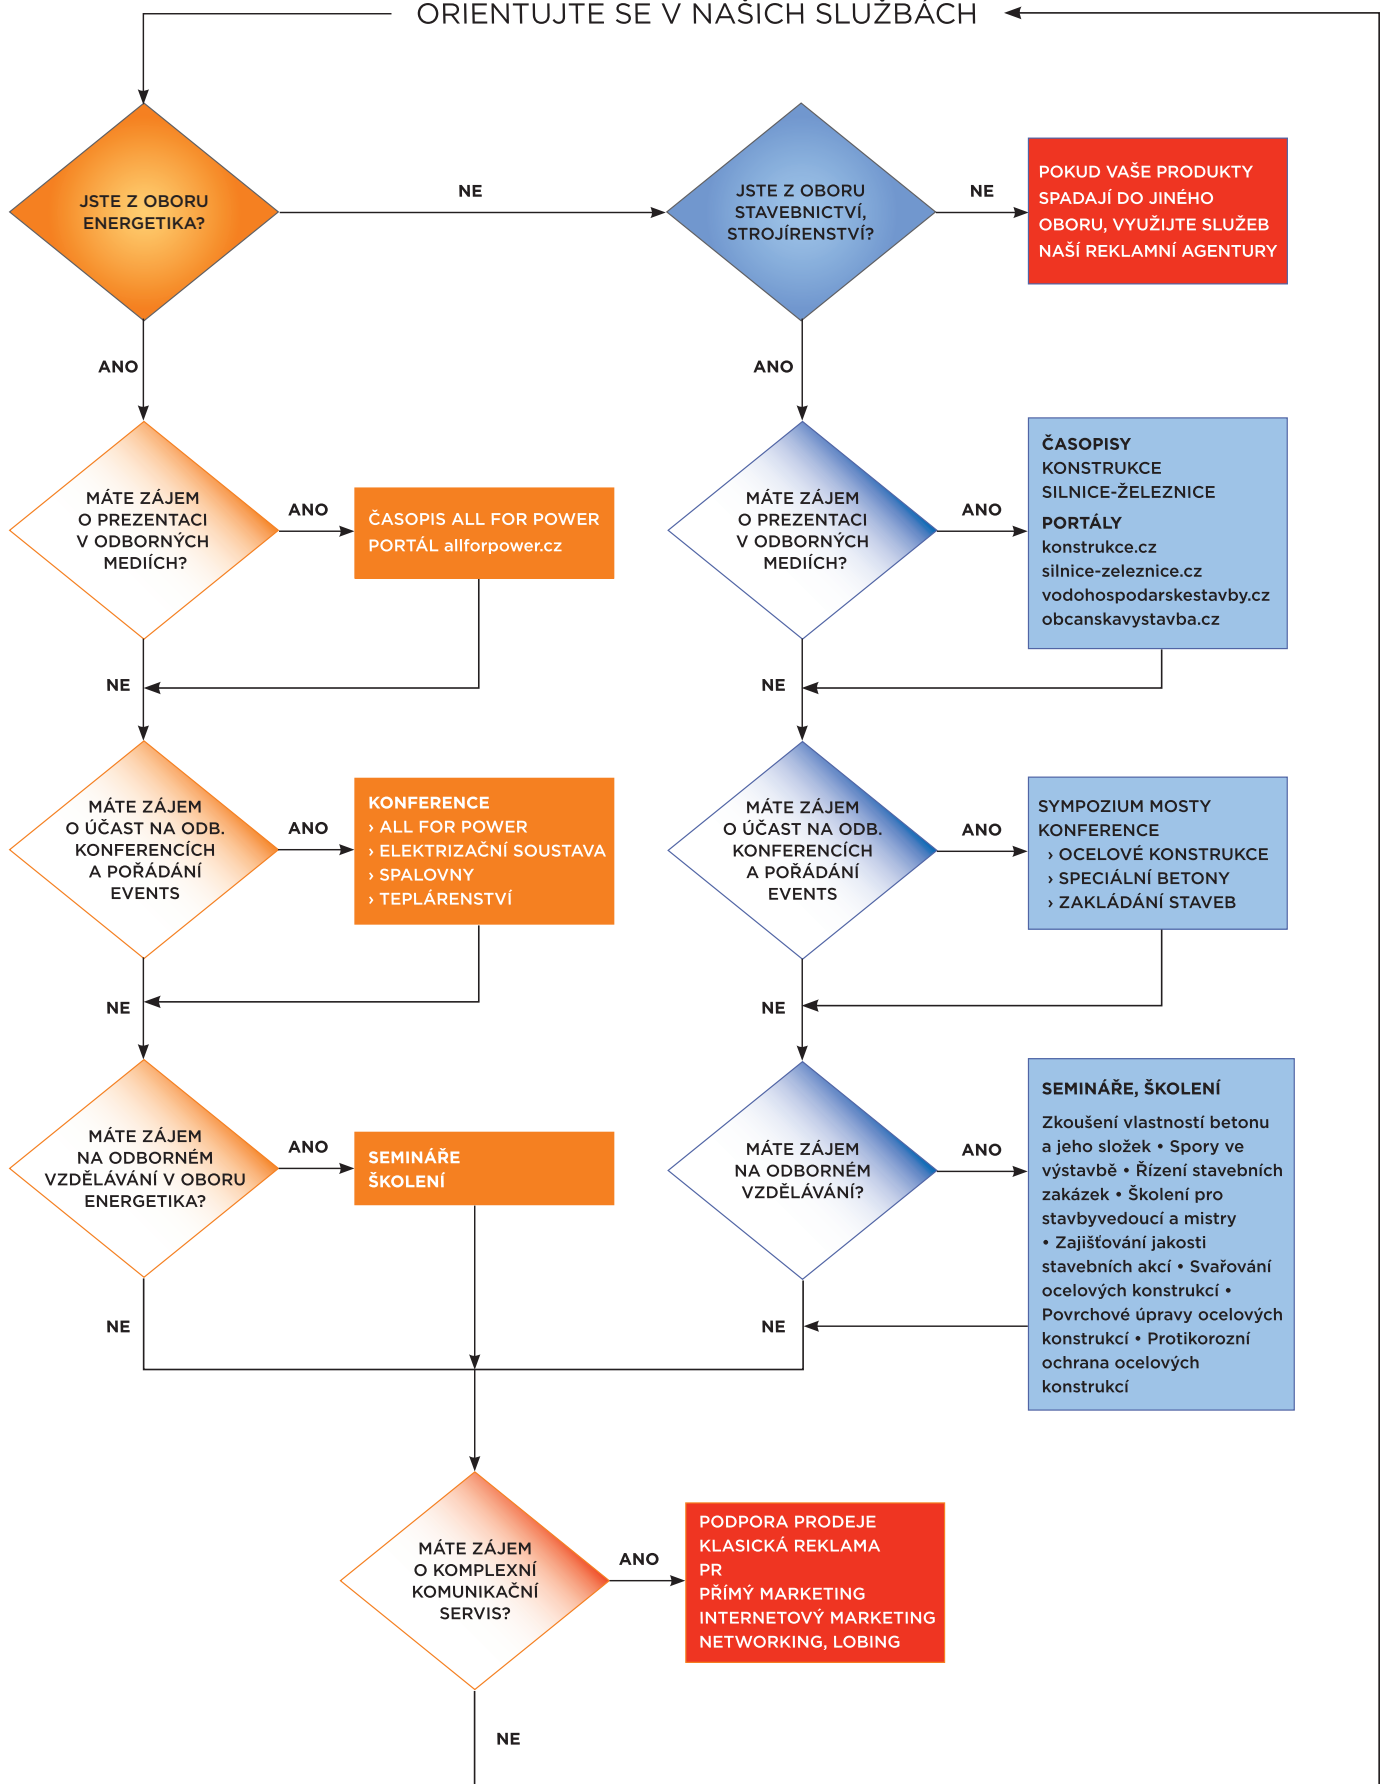 ORIENTUJTE SE V NAŠICH SLUŽBÁCH
JSTE Z OBORU
ENERGETIKA?
NE
JSTE Z OBORU
STAVEBNICTVÍ,
STROJÍRENSTVÍ?
NE
POKUD VAŠE PRODUKTY
SPADAJÍ DO JINÉHO
OBORU, VYUŽIJTE SLUŽEB
NAŠÍ REKLAMNÍ AGENTURY
ANO
ANO
MÁTE ZÁJEM
O PREZENTACI
V ODBORNÝCH
MEDIÍCH?
ANO
ČASOPIS ALL FOR POWER
PORTÁL allforpower.cz
MÁTE ZÁJEM
O PREZENTACI
V ODBORNÝCH
MEDIÍCH?
ANO
ČASOPISY
KONSTRUKCE
SILNICE-ŽELEZNICE
PORTÁLY
konstrukce.cz
silnice-zeleznice.cz
vodohospodarskestavby.cz
obcanskavystavba.cz
NE
NE
MÁTE ZÁJEM
O ÚČAST NA ODB.
KONFERENCÍCH
A POŘÁDÁNÍ
EVENTS
ANO
KONFERENCE
› ALL FOR POWER
› ELEKTRIZAČNÍ SOUSTAVA
› SPALOVNY
› TEPLÁRENSTVÍ
MÁTE ZÁJEM
O ÚČAST NA ODB.
KONFERENCÍCH
A POŘÁDÁNÍ
EVENTS
ANO
SYMPOZIUM MOSTY
KONFERENCE
› OCELOVÉ KONSTRUKCE
› SPECIÁLNÍ BETONY
› ZAKLÁDÁNÍ STAVEB
NE
NE
MÁTE ZÁJEM
NA ODBORNÉM
VZDĚLÁVÁNÍ V OBORU
ENERGETIKA?
ANO
SEMINÁŘE
ŠKOLENÍ
MÁTE ZÁJEM
NA ODBORNÉM
VZDĚLÁVÁNÍ?
ANO
SEMINÁŘE, ŠKOLENÍ
Zkoušení vlastností betonu
a jeho složek • Spory ve
výstavbě • Řízení stavebních
zakázek • Školení pro
stavbyvedoucí a mistry
• Zajišťování jakosti
stavebních akcí • Svařování
ocelových konstrukcí •
Povrchové úpravy ocelových
konstrukcí • Protikorozní
ochrana ocelových
konstrukcí
NE
NE
MÁTE ZÁJEM
O KOMPLEXNÍ
KOMUNIKAČNÍ
SERVIS?
ANO
PODPORA PRODEJE
KLASICKÁ REKLAMA
PR
PŘÍMÝ MARKETING
INTERNETOVÝ MARKETING
NETWORKING, LOBING
NE